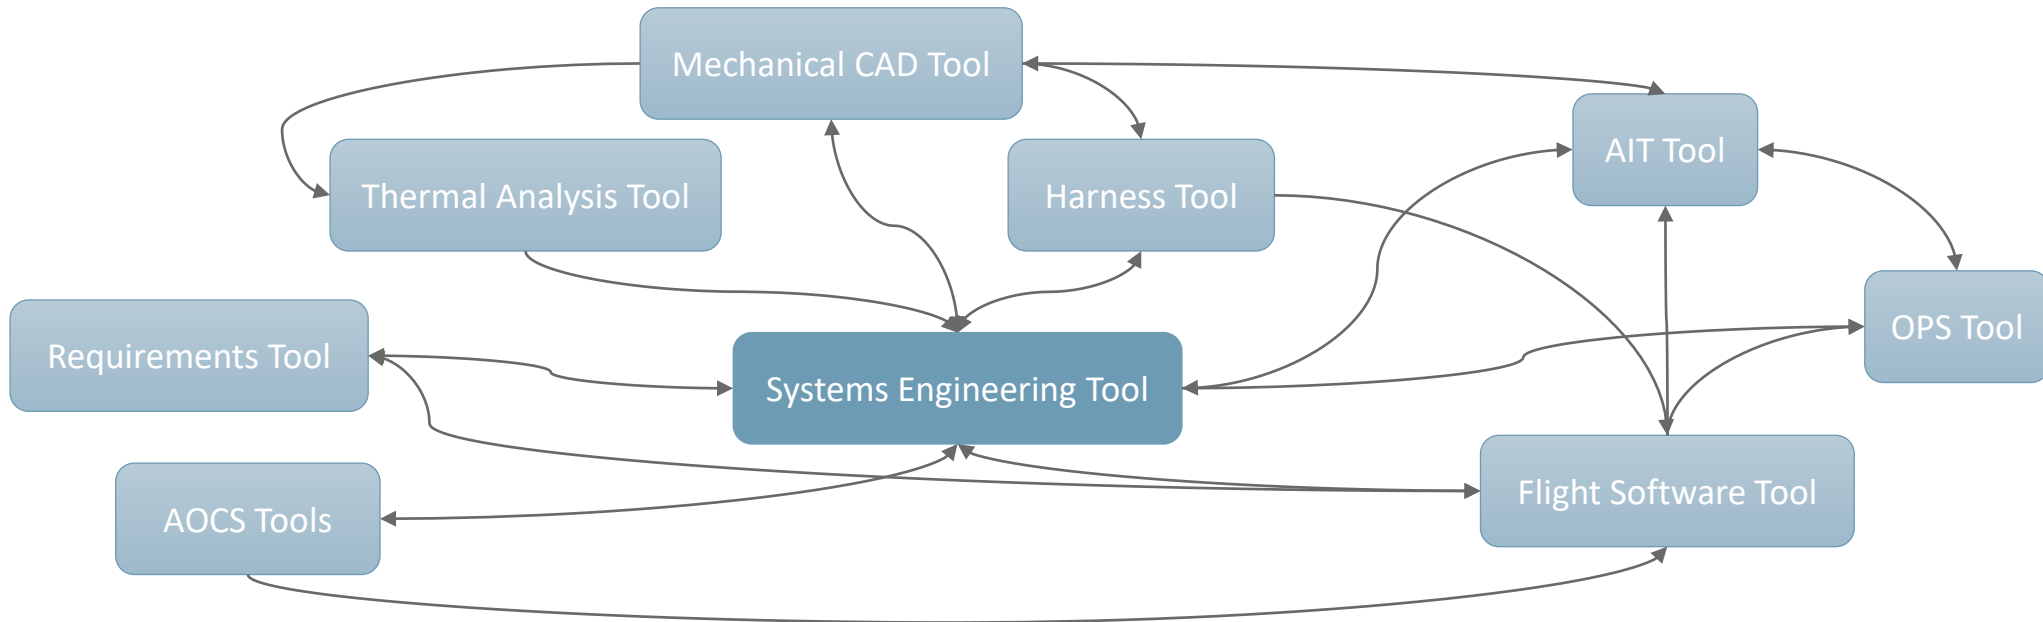 Mechanical CAD Tool
AIT Tool
Thermal Analysis Tool
Harness Tool
OPS Tool
Requirements Tool
Systems Engineering Tool
Flight Software Tool
AOCS Tools